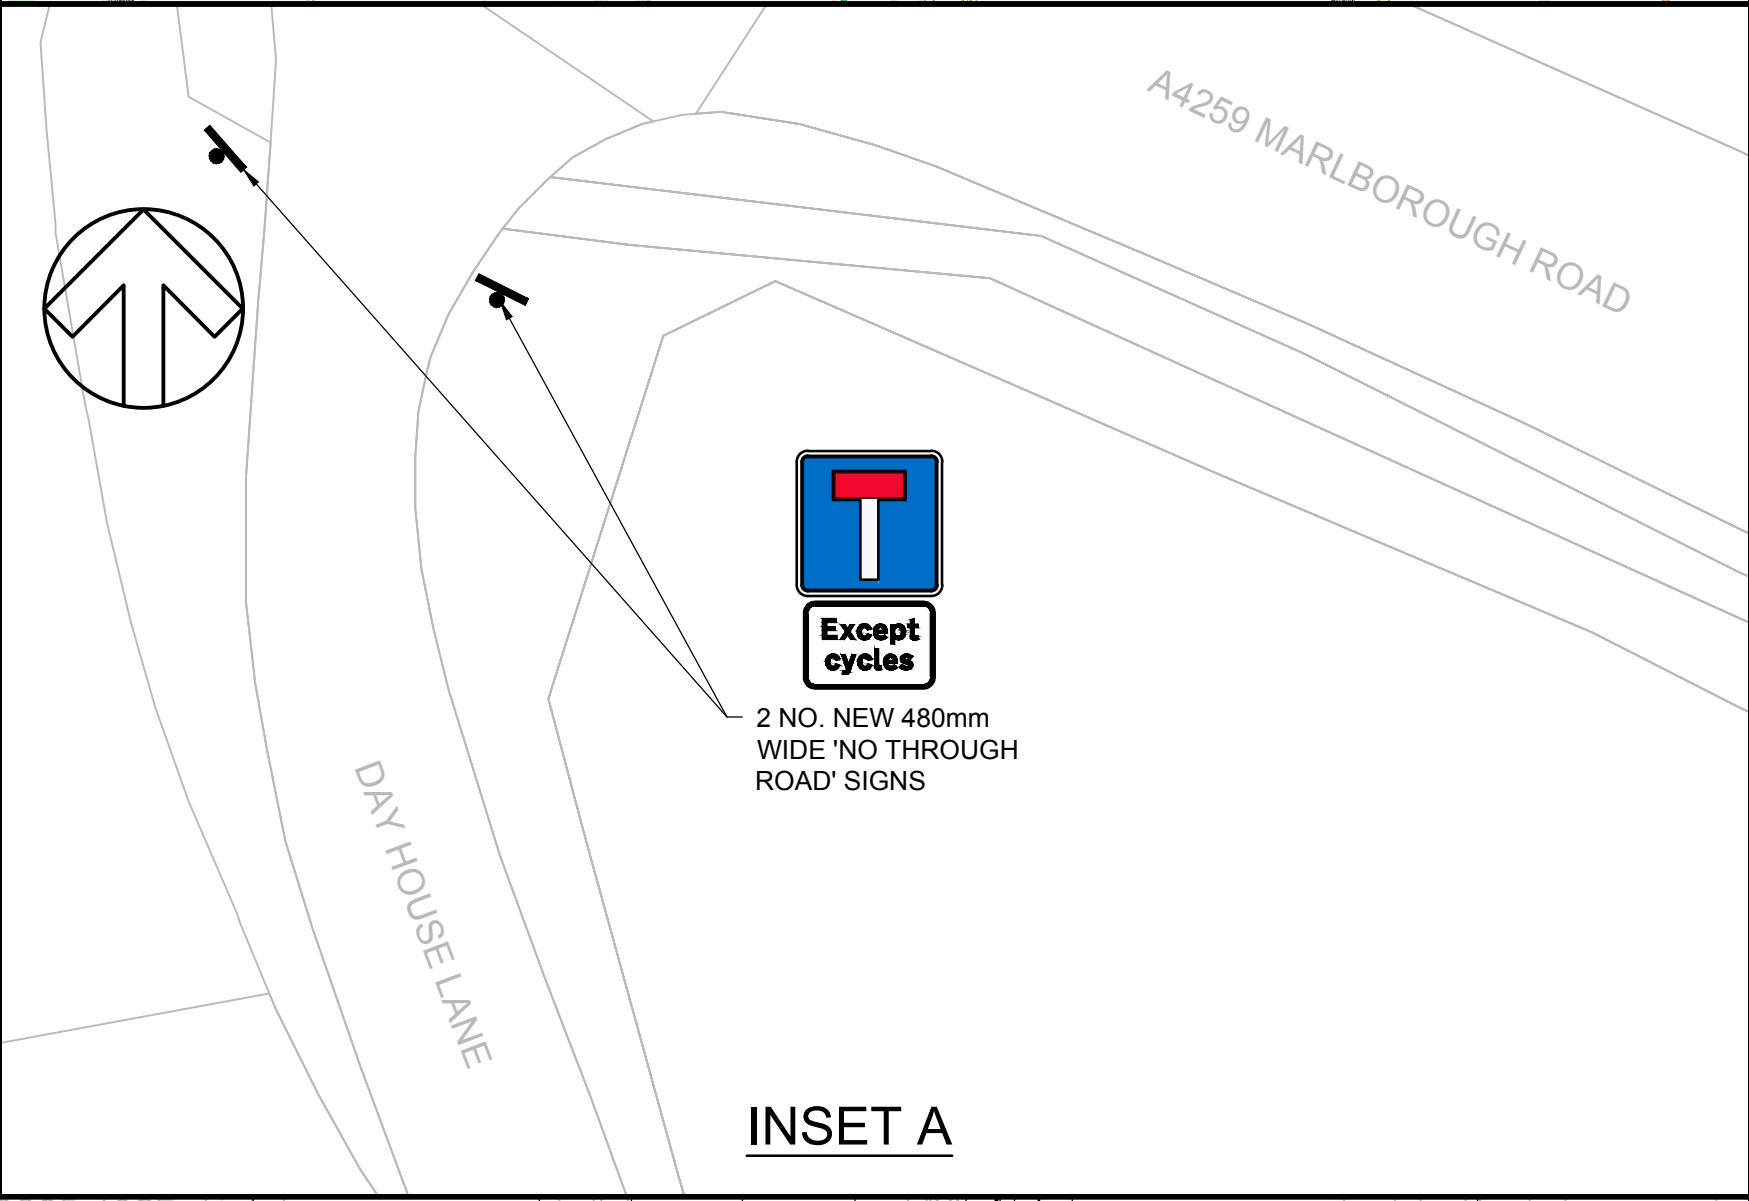 A4259 MARLBOROUGH ROAD
Except
cycles
2 NO. NEW 480mm
WIDE 'NO THROUGH
ROAD' SIGNS
DAY HOUSE LANE
INSET A